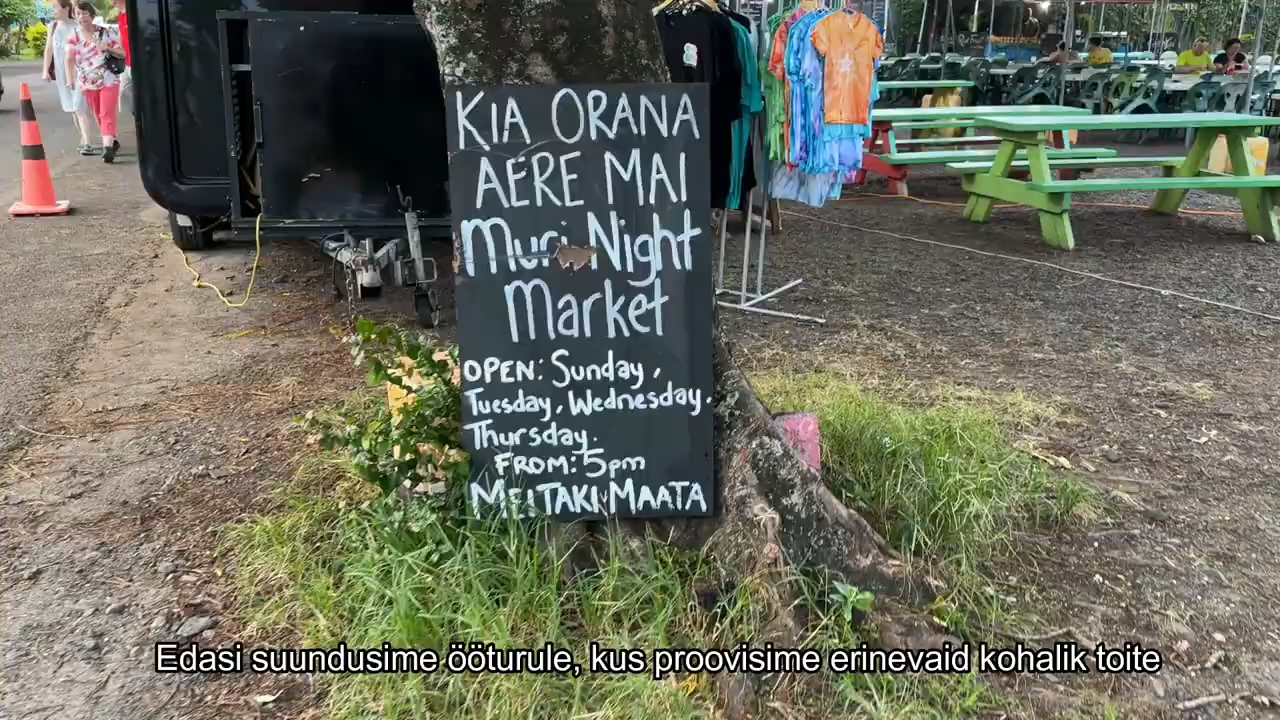 KIA ORANA
AERE MAI
Muri Night
Market
OPEN: Sunday,
Tuesday, Wednesday.
Thursday.
FROM: 5pm
MEITAKI MAATA
Edasi suundusime ööturule, kus proovisime erinevaid kohalik toite